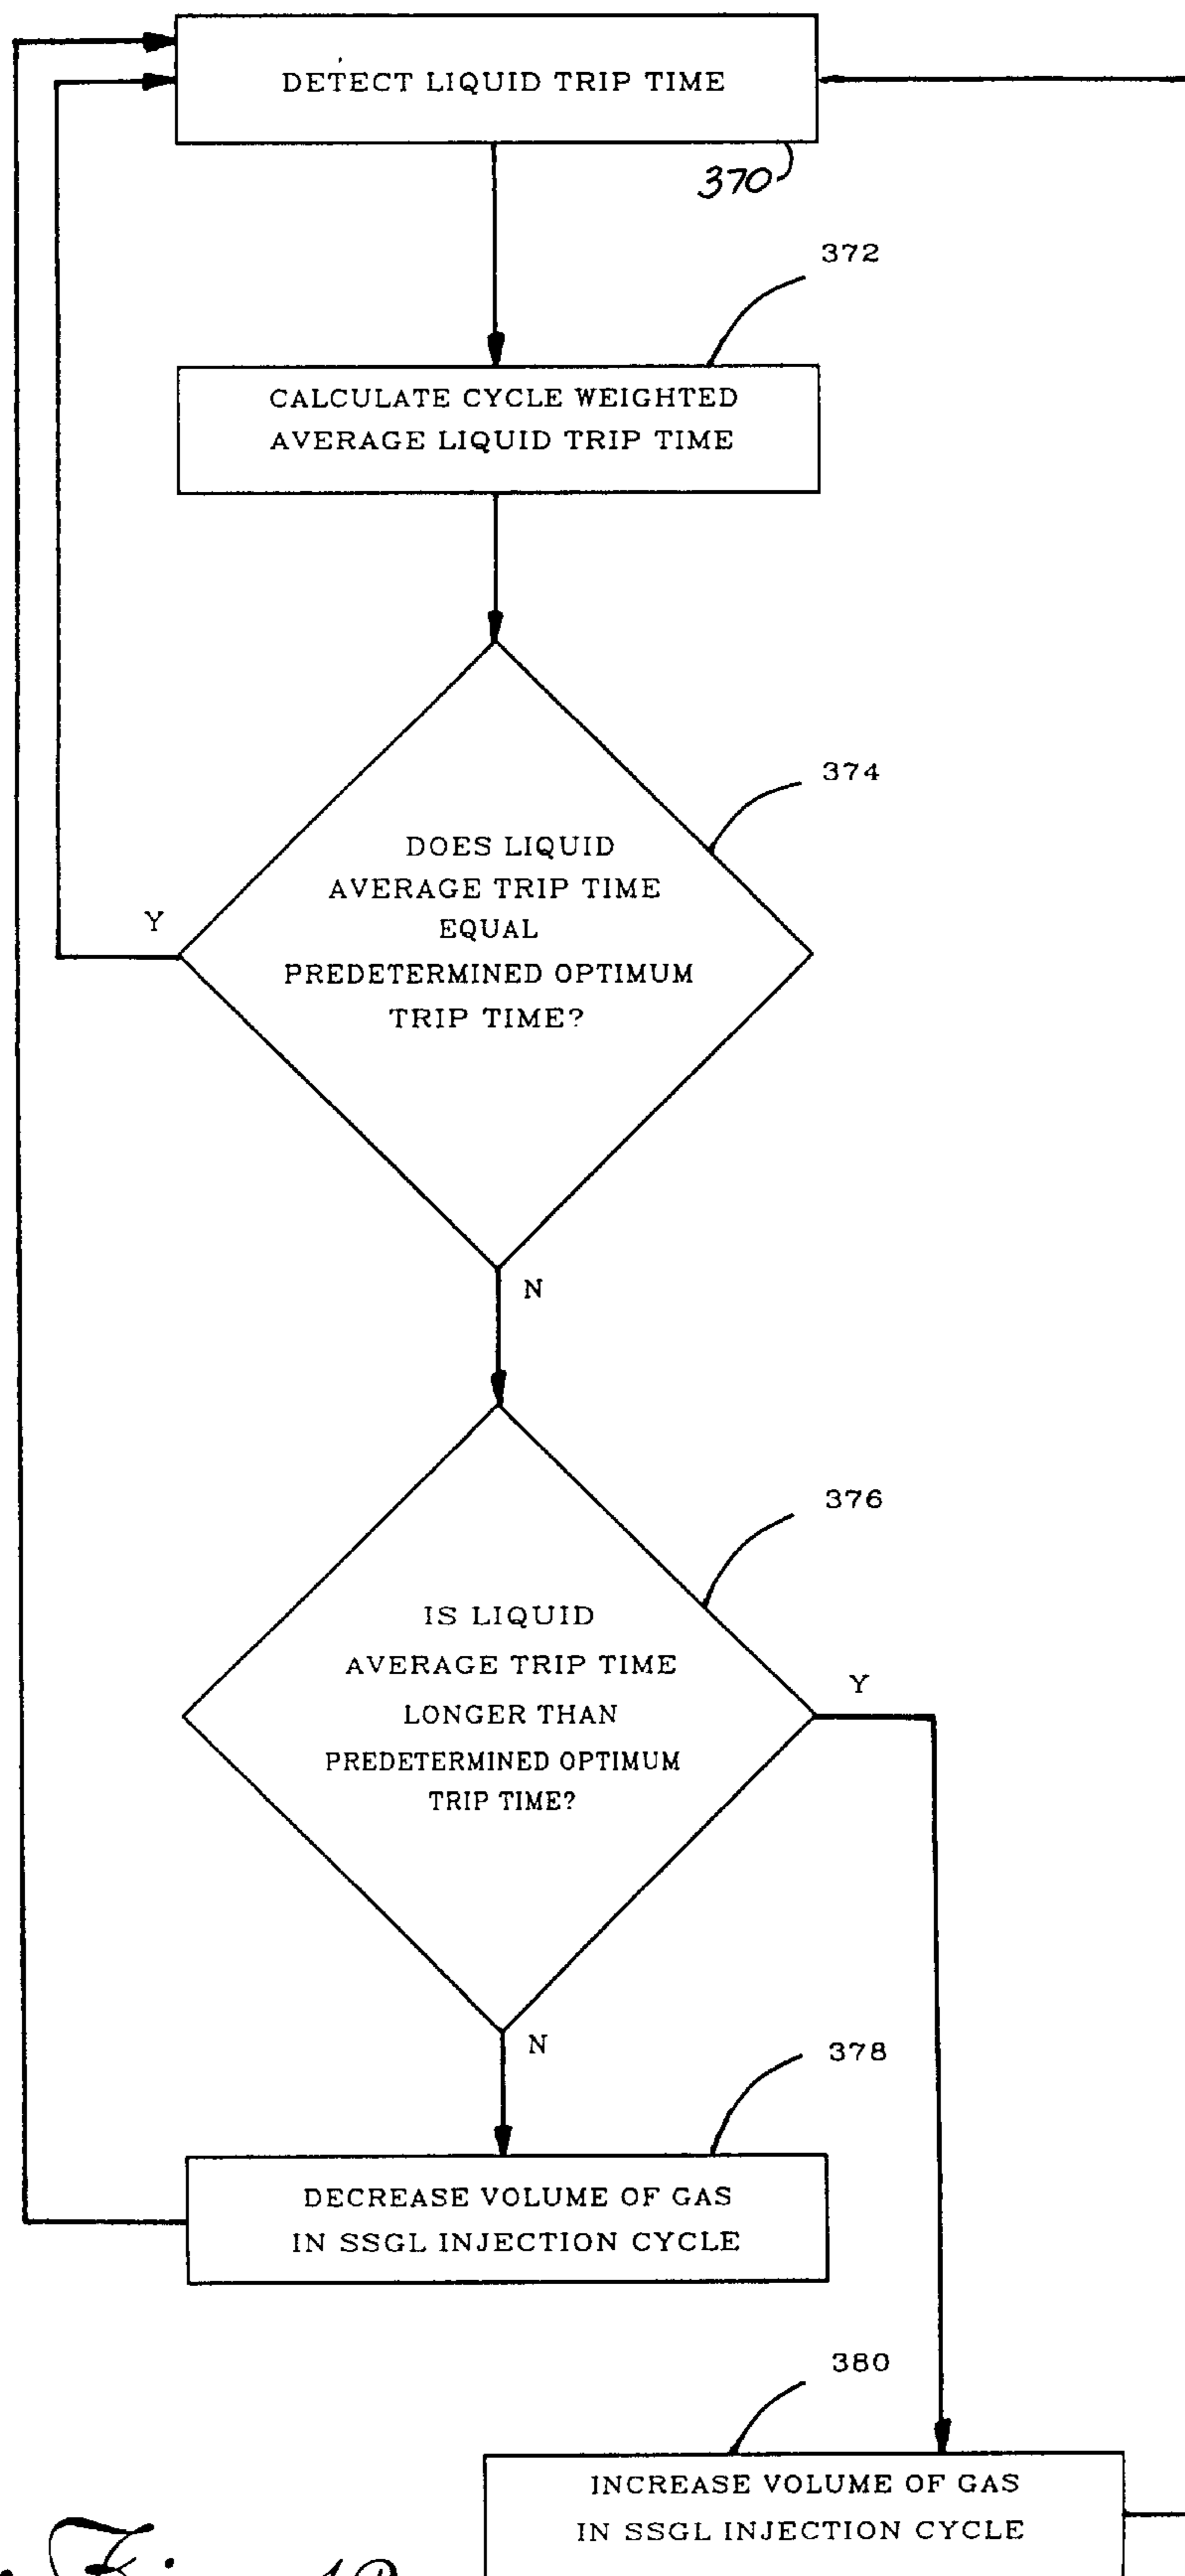 DETECT LIQUID TRIP TIME
370
372
CALCULATE CYCLE WEIGHTED
AVERAGE LIQUID TRIP TIME
374
DOES LIQUID
AVERAGE TRIP TIME
EQUAL
PREDETERMINED OPTIMUM
TRIP TIME?
Y
N
376
IS LIQUID
AVERAGE TRIP TIME
LONGER THAN
PREDETERMINED OPTIMUM
TRIP TIME?
Y
N
378
DECREASE VOLUME OF GAS
IN SSGL INJECTION CYCLE
380
INCREASE VOLUME OF GAS
IN SSGL INJECTION CYCLE